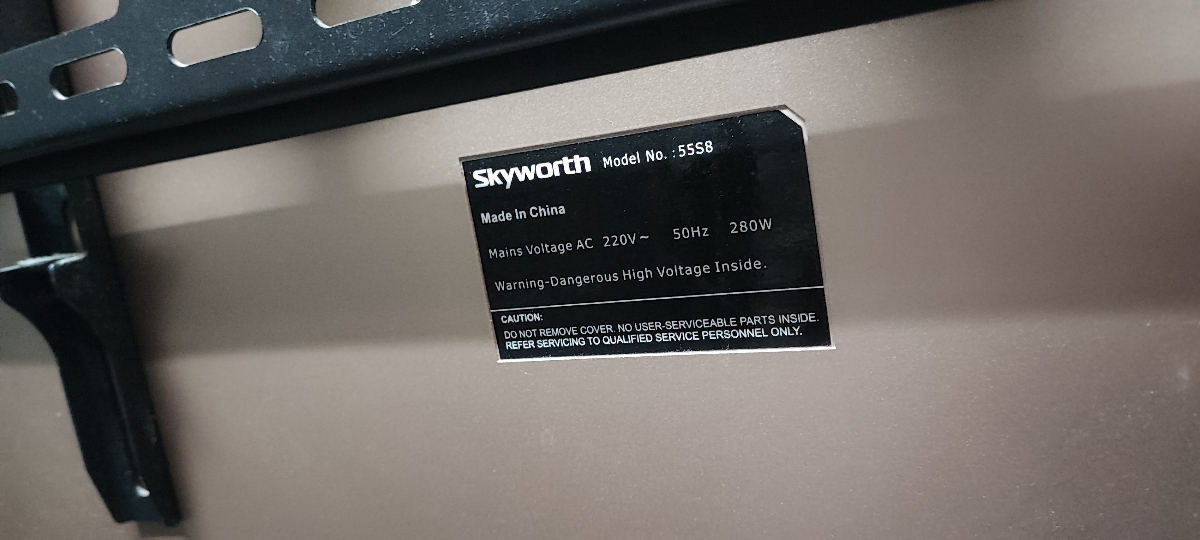 Skyworth Model No. :55S8
Made In China
Mains Voltage AC 220V~ 50Hz 280W
Warning-Dangerous High Voltage Inside.
CAUTION:
DO NOT REMOVE COVER. NO USER-SERVICEABLE PARTS INSIDE.
REFER SERVICING TO QUALIFIED SERVICE PERSONNEL ONLY.